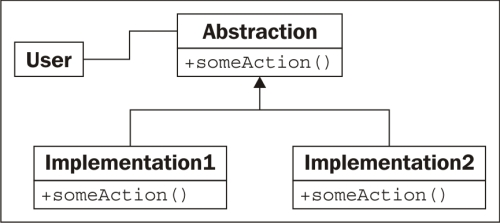 Abstraction
+someAction()
User
Implementation1
+someAction()
Implementation2
+someAction()